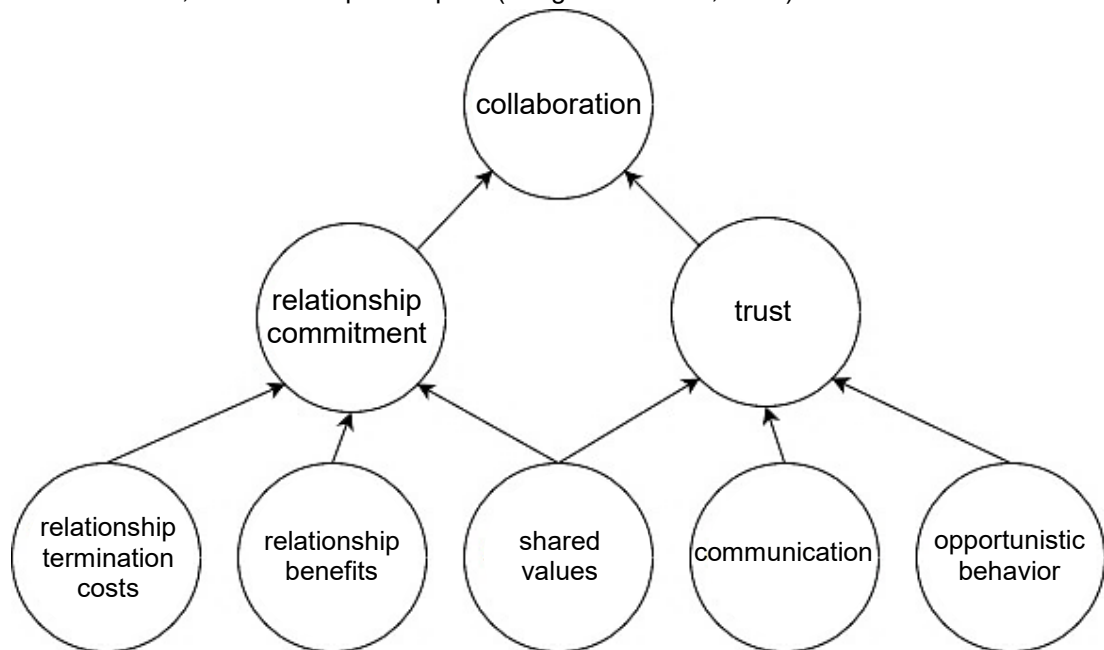 collaboration
relationship
commitment
trust
relationship
termination
costs
relationship
benefits
shared
values
communication
opportunistic
behavior